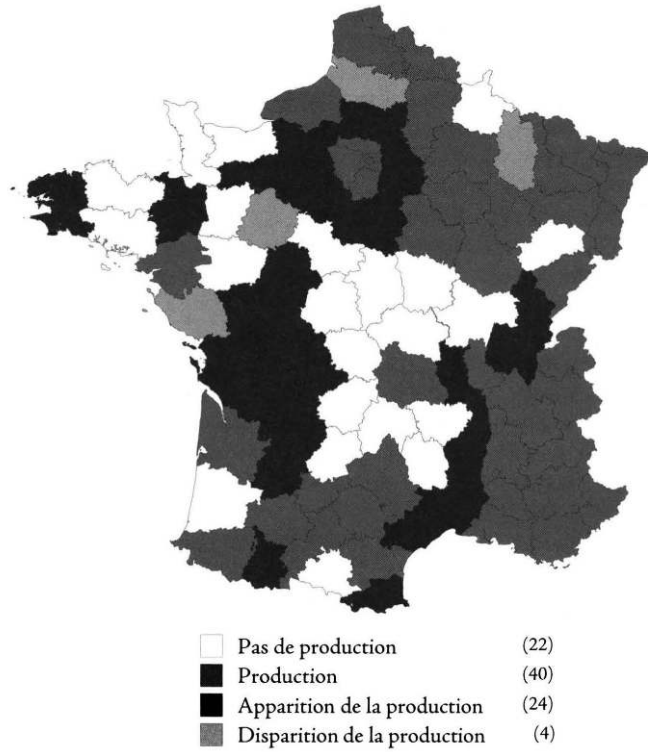 Pas de production (22)
Production (40)
Apparition de la production (24)
Disparition de la production (4)